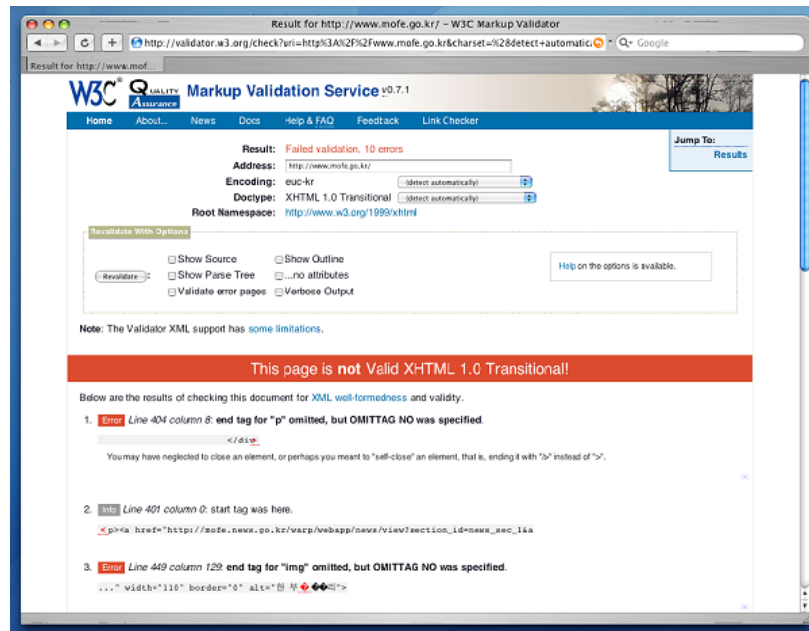 Result for http://www.mofe.go.kr/ - W3C Markup Validator
http://validator.w3.org/check?uri=http%3A%2F%2Fwww.mofe.go.kr&charset=%28detect+automatic
Google
Result for http://www.mof...
W3C® QUALITY Assurance Markup Validation Service v0.7.1
Home About... News Docs Help & FAQ Feedback Link Checker
Jump To:
Results
Result: Failed validation, 10 errors
Address: http://www.mofe.go.kr/
Encoding: euc-kr (detect automatically)
Doctype: XHTML 1.0 Transitional (detect automatically)
Root Namespace: http://www.w3.org/1999/xhtml
Revalidate With Options
Show Source Show Outline
Revalidate Show Parse Tree ...no attributes
Validate error pages Verbose Output
Help on the options is available.
Note: The Validator XML support has some limitations.
This page is not Valid XHTML 1.0 Transitional!
Below are the results of checking this document for XML well-formedness and validity.
1. Error Line 404 column 8: end tag for "p" omitted, but OMITTAG NO was specified.
</div>
You may have neglected to close an element, or perhaps you meant to "self-close" an element, that is, ending it with "/>" instead of ">".
2. Info Line 401 column 0: start tag was here.
<p><a href="http://mofe.news.go.kr/warp/webapp/news/view?section_id=news_sec_1&a
3. Error Line 449 column 129: end tag for "img" omitted, but OMITTAG NO was specified.
..." width="110" border="0" alt="한 부���리">